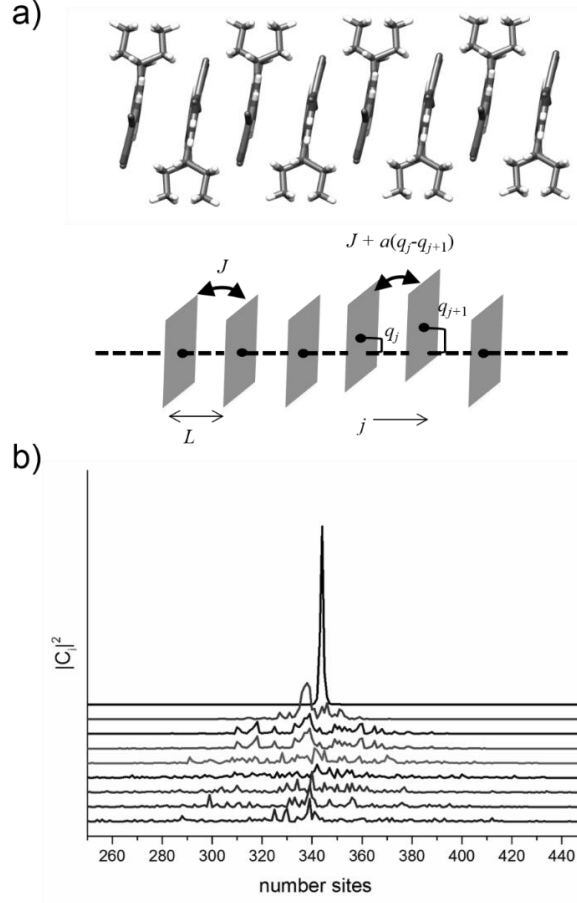 a)
J + a(qj-qj+1)
J
qj
qj+1
L
j
b)
|Ci|²
260 280 300 320 340 360 380 400 420 440
number sites